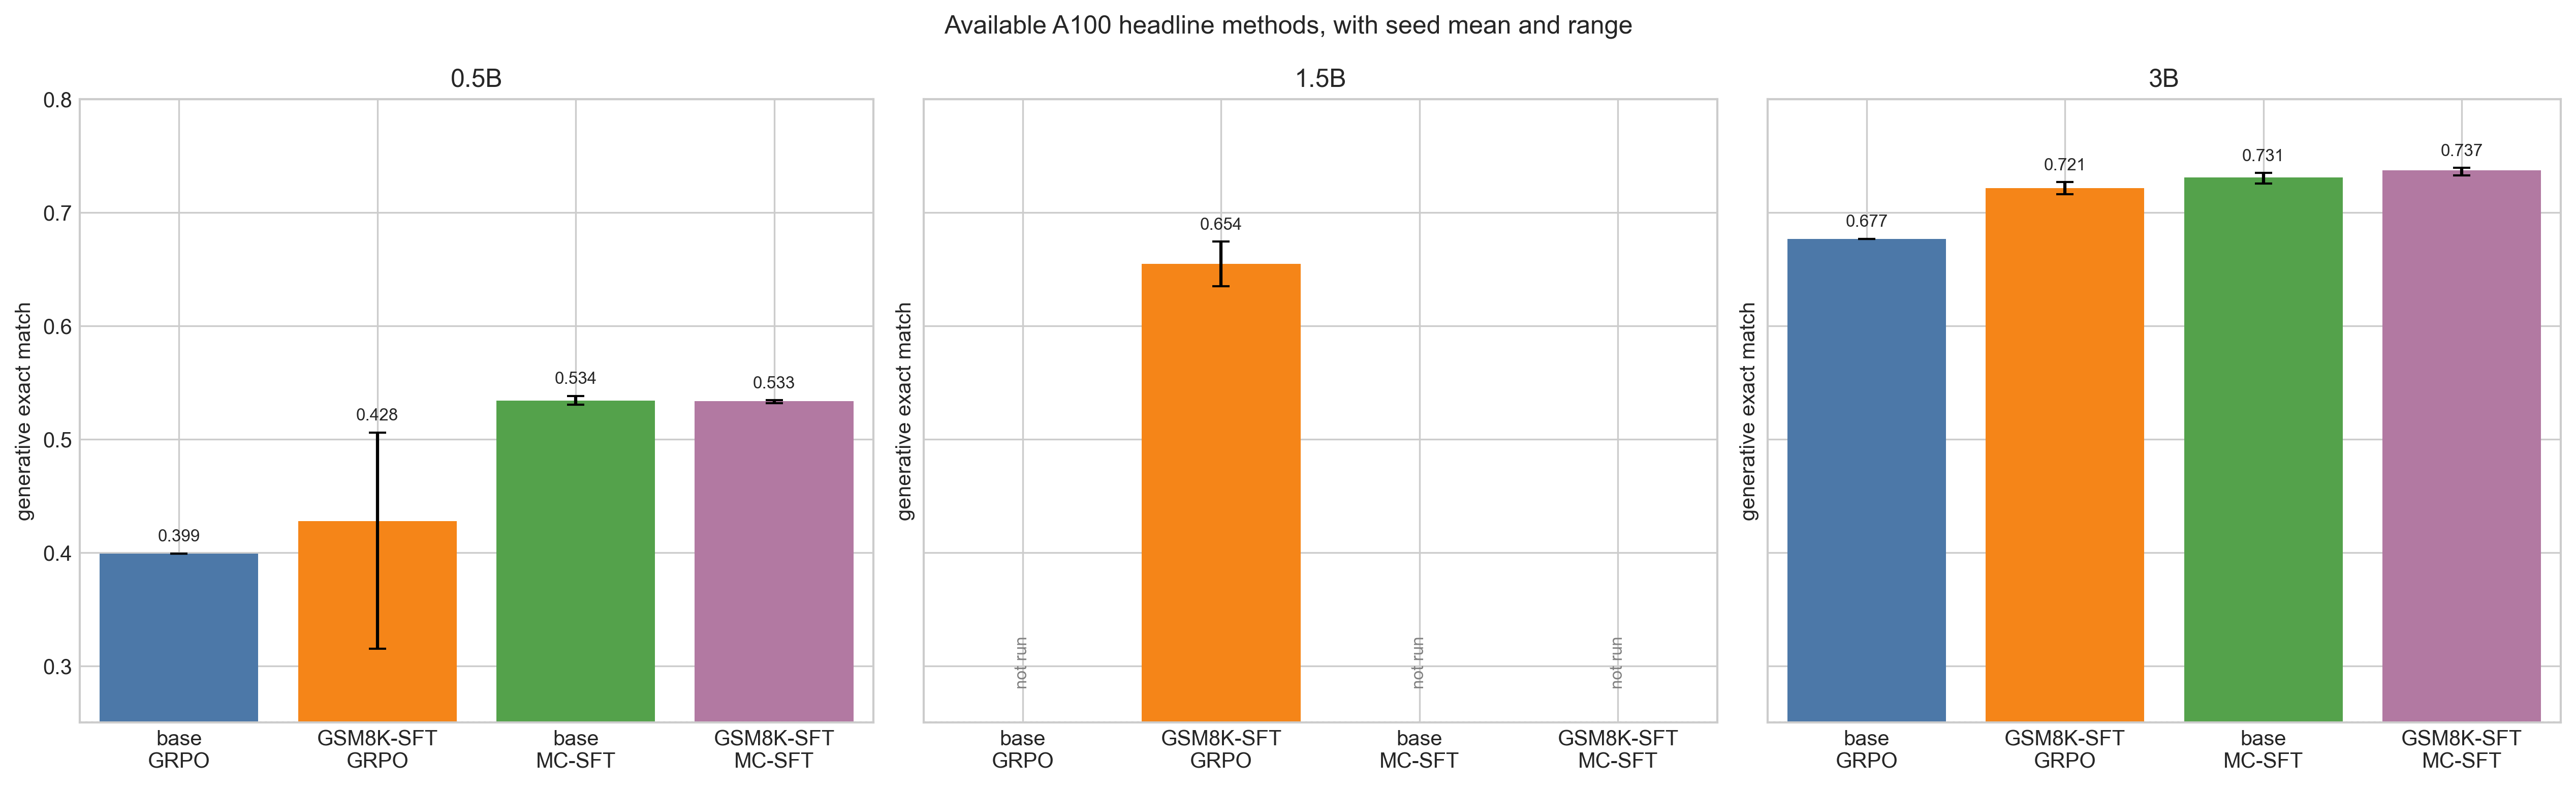 Available A100 headline methods, with seed mean and range
0.5B
generative exact match
0.8
0.7
0.6
0.5
0.4
0.3
0.399
0.428
0.534
0.533
base
GRPO
GSM8K-SFT
GRPO
base
MC-SFT
GSM8K-SFT
MC-SFT
1.5B
generative exact match
not run
0.654
not run
not run
base
GRPO
GSM8K-SFT
GRPO
base
MC-SFT
GSM8K-SFT
MC-SFT
3B
generative exact match
0.677
0.721
0.731
0.737
base
GRPO
GSM8K-SFT
GRPO
base
MC-SFT
GSM8K-SFT
MC-SFT